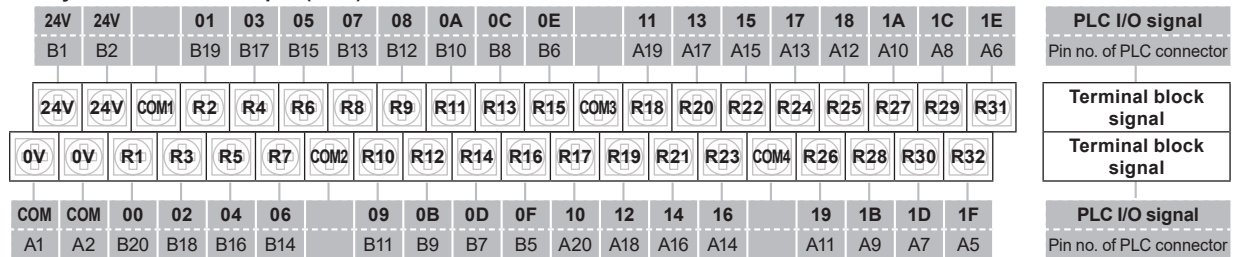 24V 24V 01 03 05 07 08 0A 0C 0E 11 13 15 17 18 1A 1C 1E PLC I/O signal
B1 B2 B19 B17 B15 B13 B12 B10 B8 B6 A19 A17 A15 A13 A12 A10 A8 A6 Pin no. of PLC connector
24V 24V COM1 R2 R4 R6 R8 R9 R11 R13 R15 COM3 R18 R20 R22 R24 R25 R27 R29 R31 Terminal block
signal
0V 0V R1 R3 R5 R7 COM2 R10 R12 R14 R16 R17 R19 R21 R23 COM4 R26 R28 R30 R32 Terminal block
signal
COM COM 00 02 04 06 09 0B 0D 0F 10 12 14 16 19 1B 1D 1F PLC I/O signal
A1 A2 B20 B18 B16 B14 B11 B9 B7 B5 A20 A18 A16 A14 A11 A9 A7 A5 Pin no. of PLC connector